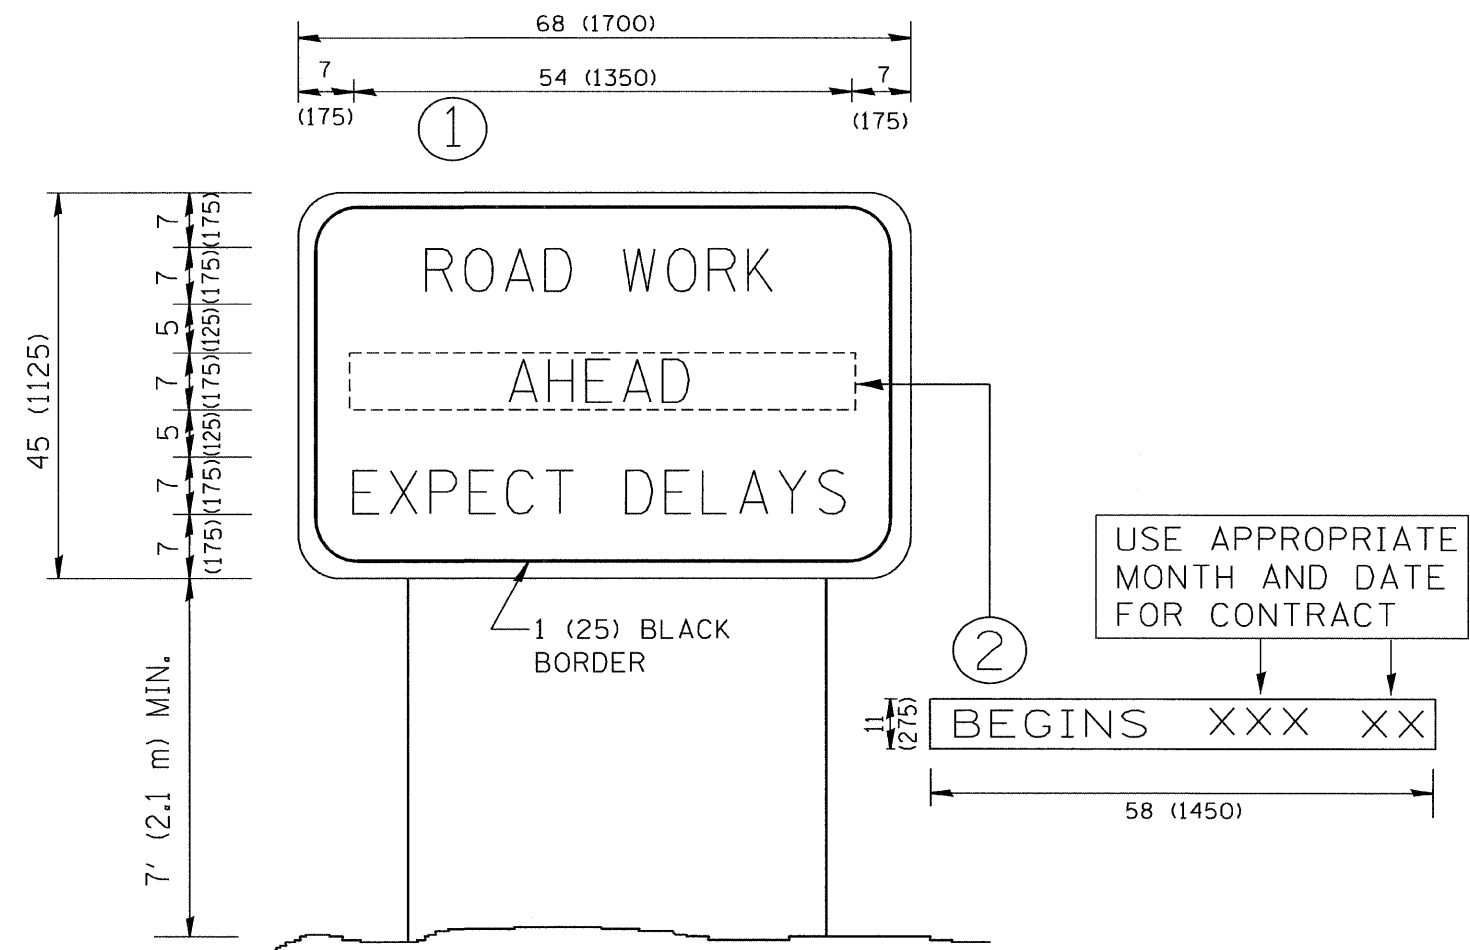 68 (1700)
7 54 (1350) 7
(175) (175)
1
7 (175)
7 (175)
5 (125)
7 (175)
5 (125)
7 (175)
7 (175)
45 (1125)
ROAD WORK
AHEAD
EXPECT DELAYS
1 (25) BLACK
BORDER
7' (2.1 m) MIN.
2
USE APPROPRIATE
MONTH AND DATE
FOR CONTRACT
11
(275)
BEGINS XXX XX
58 (1450)